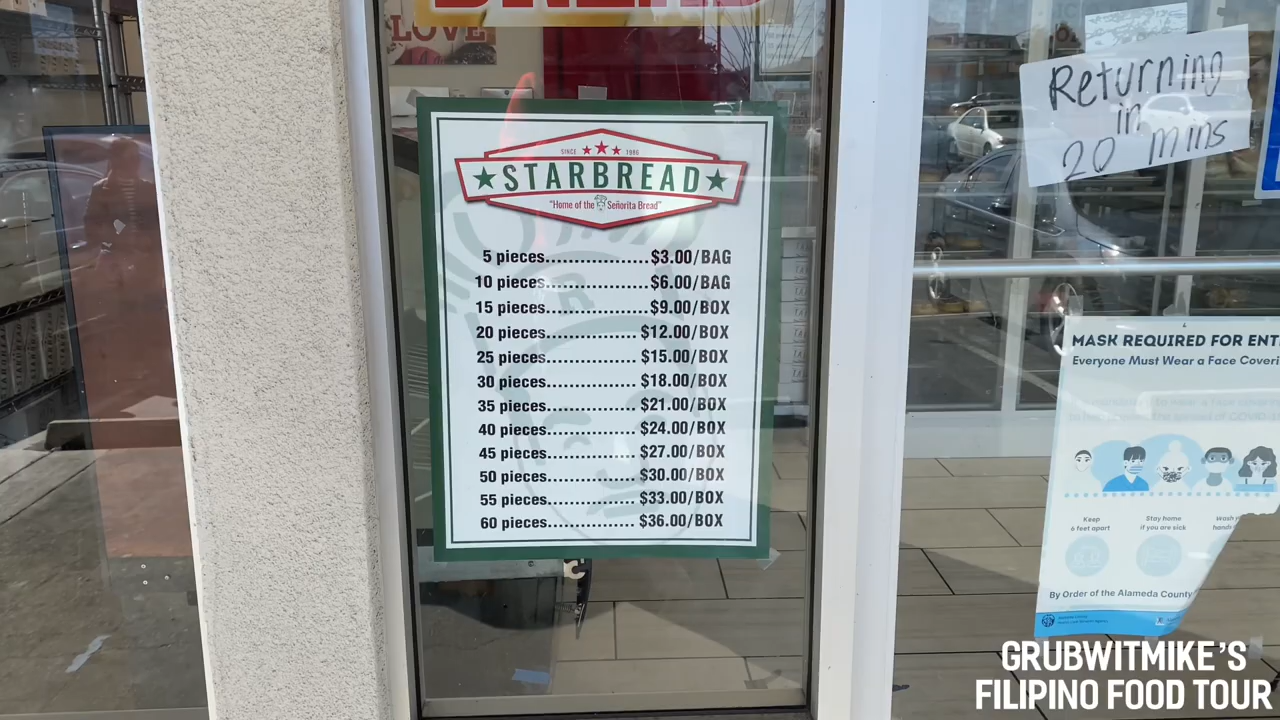 BREAD
LOVE
SINCE 1986
STARBREAD
"Home of the Señorita Bread"
5 pieces.....................$3.00/BAG
10 pieces.....................$6.00/BAG
15 pieces.....................$9.00/BOX
20 pieces.................. $12.00/BOX
25 pieces.................. $15.00/BOX
30 pieces.................. $18.00/BOX
35 pieces.................. $21.00/BOX
40 pieces.................. $24.00/BOX
45 pieces.................. $27.00/BOX
50 pieces.................. $30.00/BOX
55 pieces.................. $33.00/BOX
60 pieces.................. $36.00/BOX
Returning
in
20 mins
MASK REQUIRED FOR ENT
Everyone Must Wear a Face Coveri
Keep
6 feet apart
Stay home
if you are sick
Wash y
hands
By Order of the Alameda County
GRUBWITMIKE'S
FILIPINO FOOD TOUR